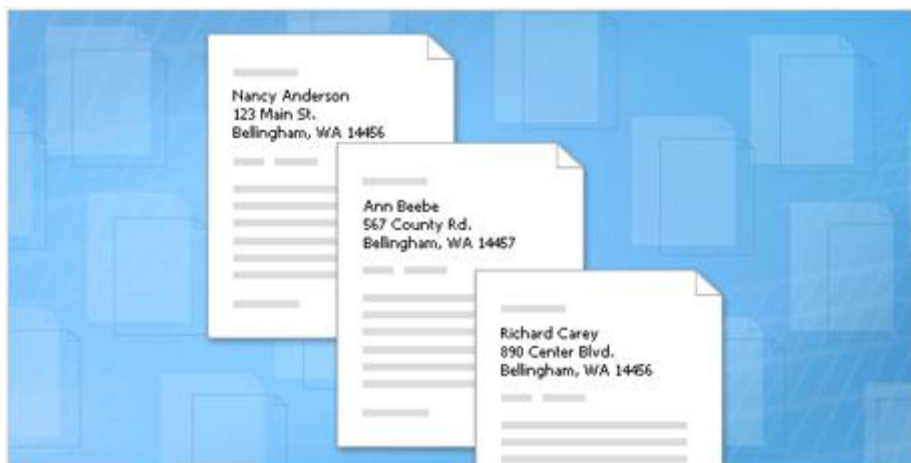 Nancy Anderson
123 Main St.
Bellingham, WA 14456
Ann Beebe
567 County Rd.
Bellingham, WA 14457
Richard Carey
890 Center Blvd.
Bellingham, WA 14456